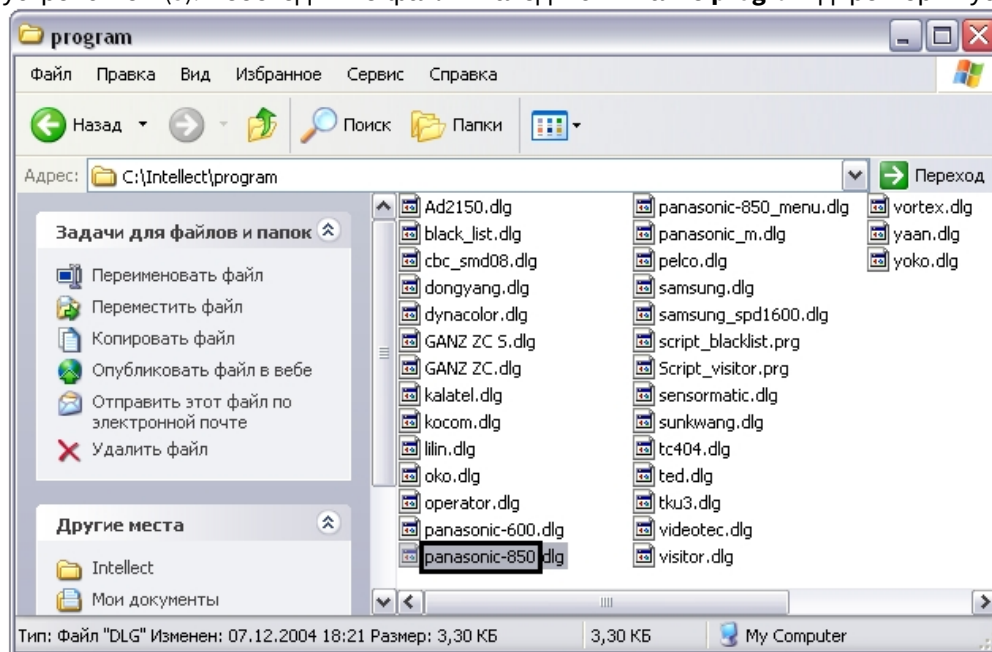 program
Файл Правка Вид Избранное Сервис Справка
Назад Поиск Папки
Адрес: C:\Intellect\program Переход
Задачи для файлов и папок
Переименовать файл
Переместить файл
Копировать файл
Опубликовать файл в вебе
Отправить этот файл по
электронной почте
Удалить файл
Другие места
Intellect
Мои документы
Ad2150.dlg
black_list.dlg
cbc_smd08.dlg
dongyang.dlg
dynacolor.dlg
GANZ ZC S.dlg
GANZ ZC.dlg
kalatel.dlg
kocom.dlg
lilin.dlg
oko.dlg
operator.dlg
panasonic-600.dlg
panasonic-850 dlg
panasonic-850_menu.dlg
panasonic_m.dlg
pelco.dlg
samsung.dlg
samsung_spd1600.dlg
script_blacklist.prg
Script_visitor.prg
sensormatic.dlg
sunkwang.dlg
tc404.dlg
ted.dlg
tku3.dlg
videotec.dlg
visitor.dlg
vortex.dlg
yaan.dlg
yoko.dlg
Тип: Файл "DLG" Изменен: 07.12.2004 18:21 Размер: 3,30 КБ 3,30 КБ My Computer